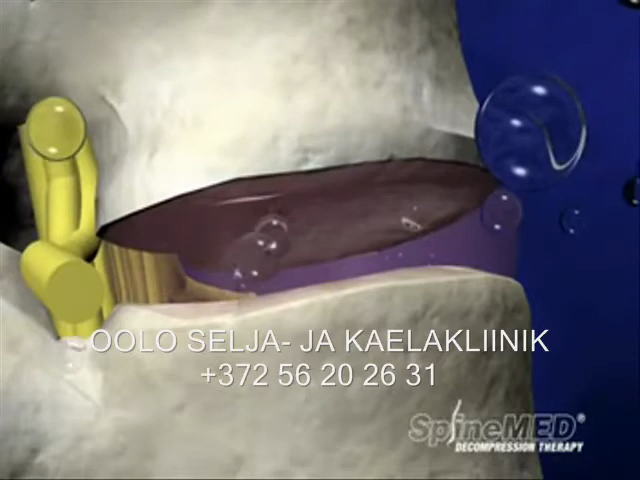 OOLO SELJA- JA KAELAKLIINIK
+372 56 20 26 31
SpineMED®
DECOMPRESSION THERAPY